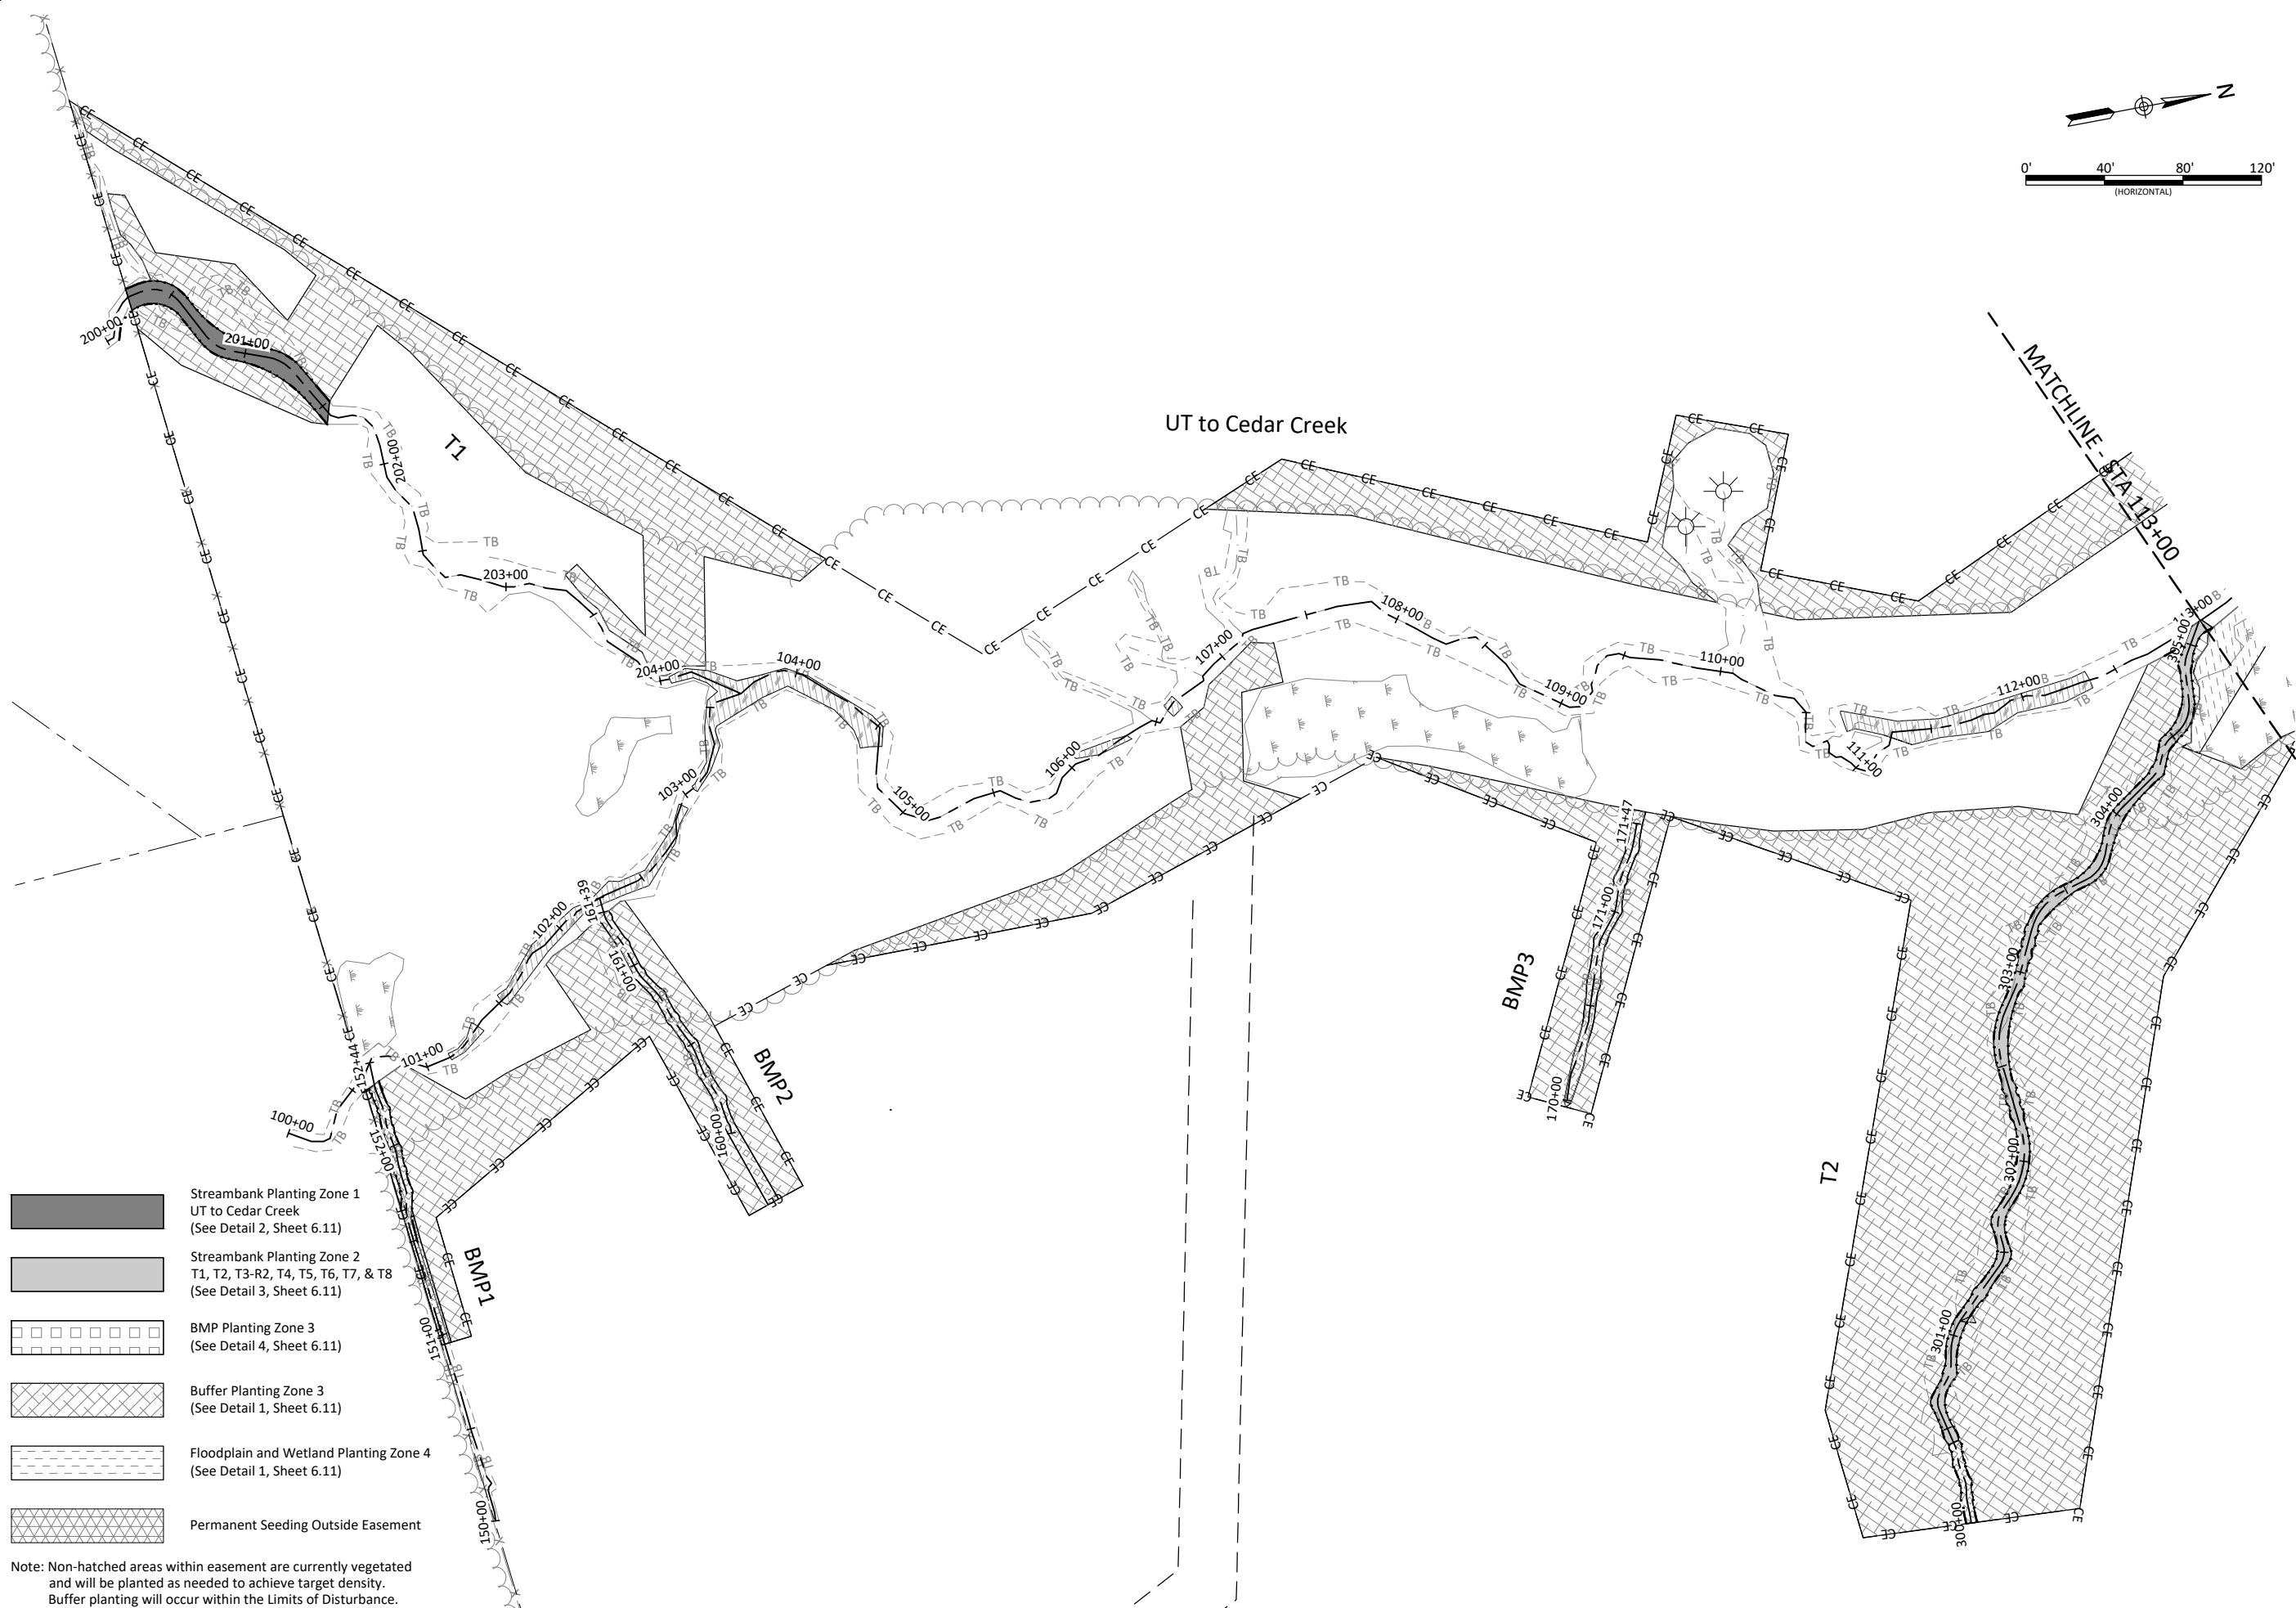 N
0' 40' 80' 120'
(HORIZONTAL)
MATCHLINE - STA 113+00
UT to Cedar Creek
T1
200+00
201+00
202+00
203+00
204+00
100+00
101+00
102+00
103+00
104+00
105+00
106+00
107+00
108+00
109+00
110+00
111+00
112+00
113+00
BMP1
150+00
151+00
152+00
152+44
BMP2
160+00
161+00
161+39
BMP3
170+00
171+00
171+47
T2
300+00
301+00
302+00
303+00
304+00
305+00
CE
TB
Streambank Planting Zone 1
UT to Cedar Creek
(See Detail 2, Sheet 6.11)
Streambank Planting Zone 2
T1, T2, T3-R2, T4, T5, T6, T7, & T8
(See Detail 3, Sheet 6.11)
BMP Planting Zone 3
(See Detail 4, Sheet 6.11)
Buffer Planting Zone 3
(See Detail 1, Sheet 6.11)
Floodplain and Wetland Planting Zone 4
(See Detail 1, Sheet 6.11)
Permanent Seeding Outside Easement
Note: Non-hatched areas within easement are currently vegetated
and will be planted as needed to achieve target density.
Buffer planting will occur within the Limits of Disturbance.